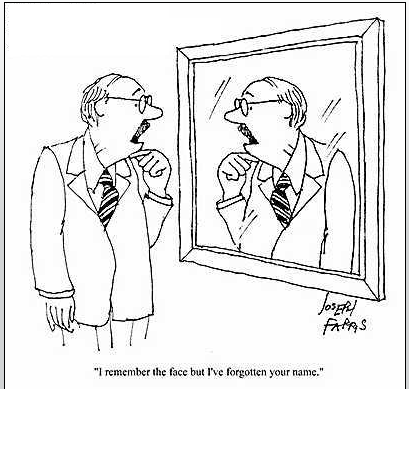 JOSEPH
FARRIS
"I remember the face but I've forgotten your name."